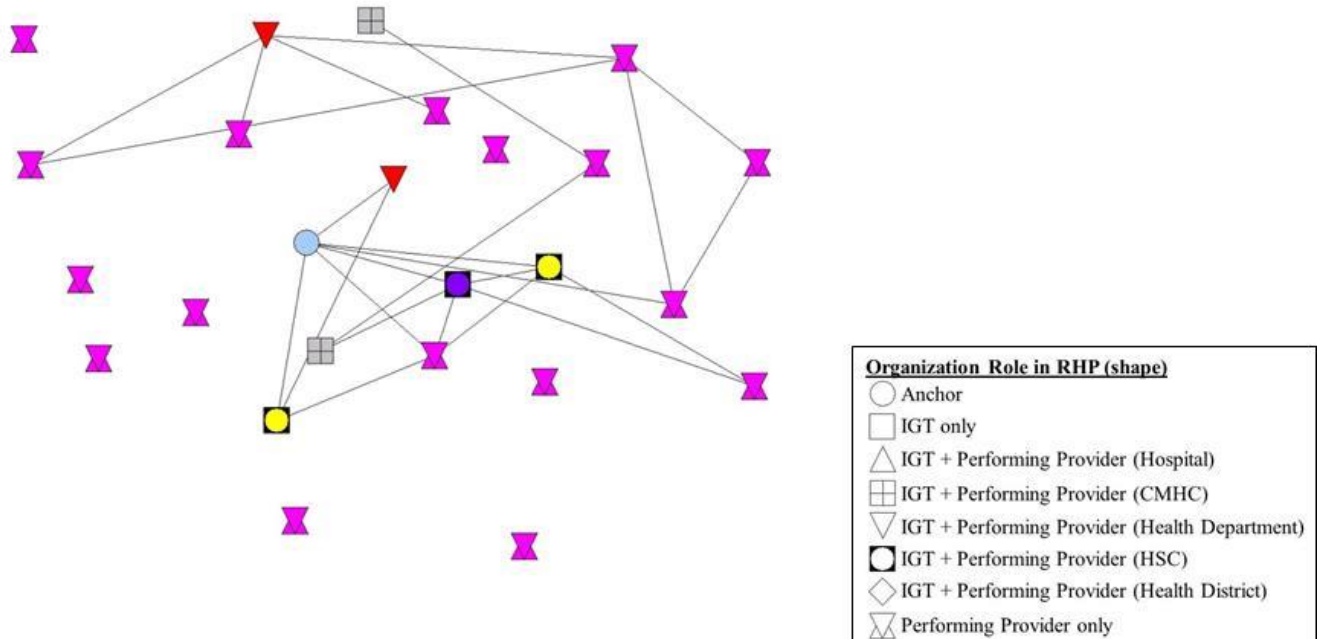 Organization Role in RHP (shape)
Anchor
IGT only
IGT + Performing Provider (Hospital)
IGT + Performing Provider (CMHC)
IGT + Performing Provider (Health Department)
IGT + Performing Provider (HSC)
IGT + Performing Provider (Health District)
Performing Provider only